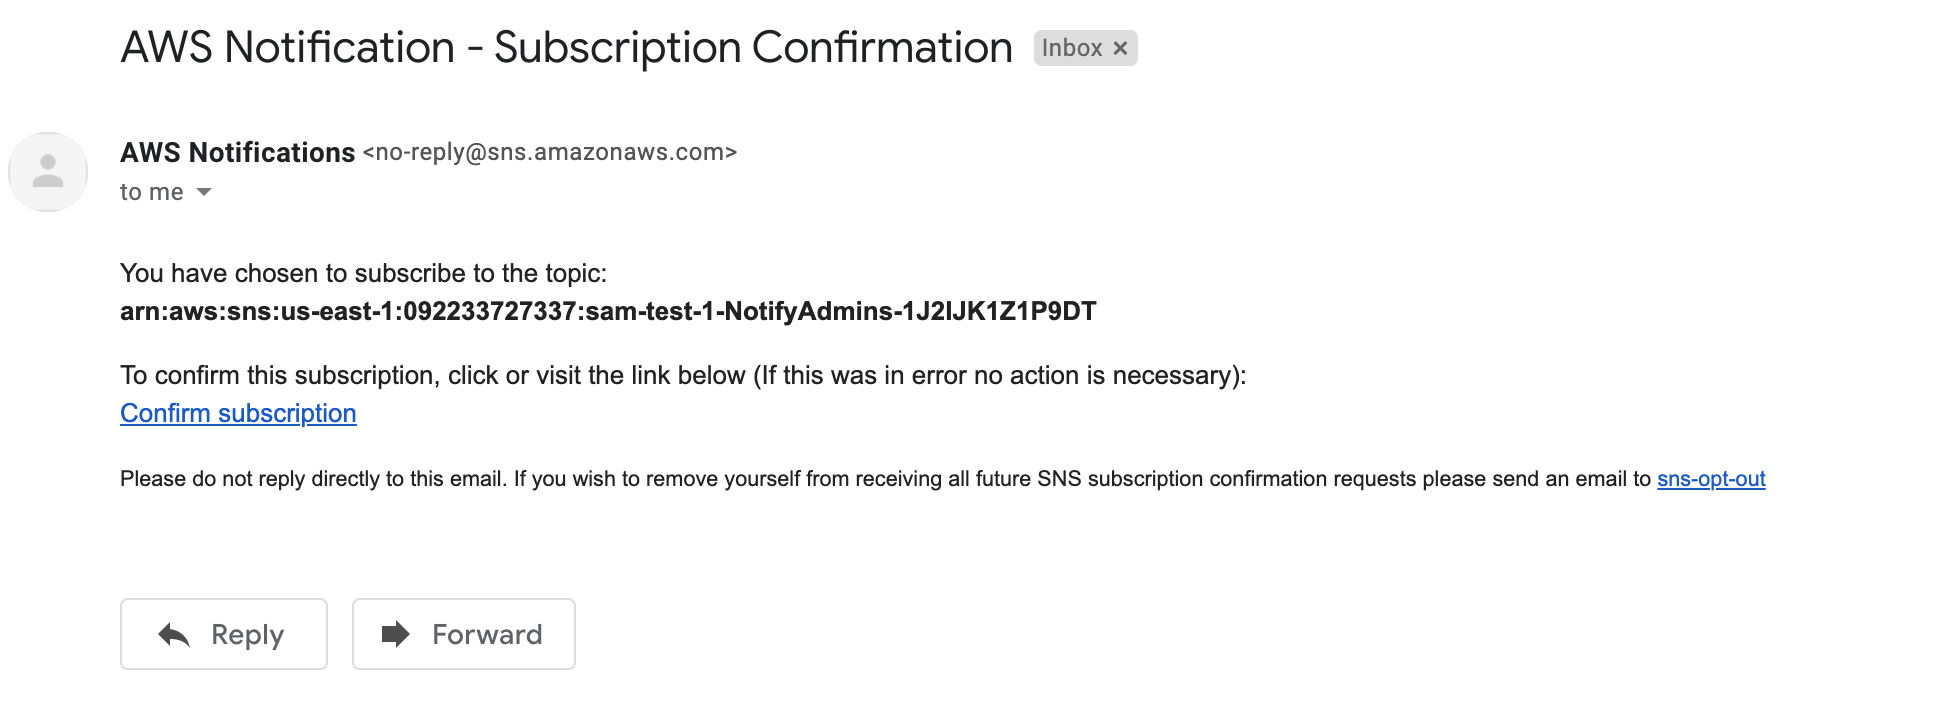 AWS Notification - Subscription Confirmation Inbox ×
AWS Notifications <no-reply@sns.amazonaws.com>
to me
You have chosen to subscribe to the topic:
arn:aws:sns:us-east-1:092233727337:sam-test-1-NotifyAdmins-1J2IJK1Z1P9DT
To confirm this subscription, click or visit the link below (If this was in error no action is necessary):
Confirm subscription
Please do not reply directly to this email. If you wish to remove yourself from receiving all future SNS subscription confirmation requests please send an email to sns-opt-out
Reply Forward